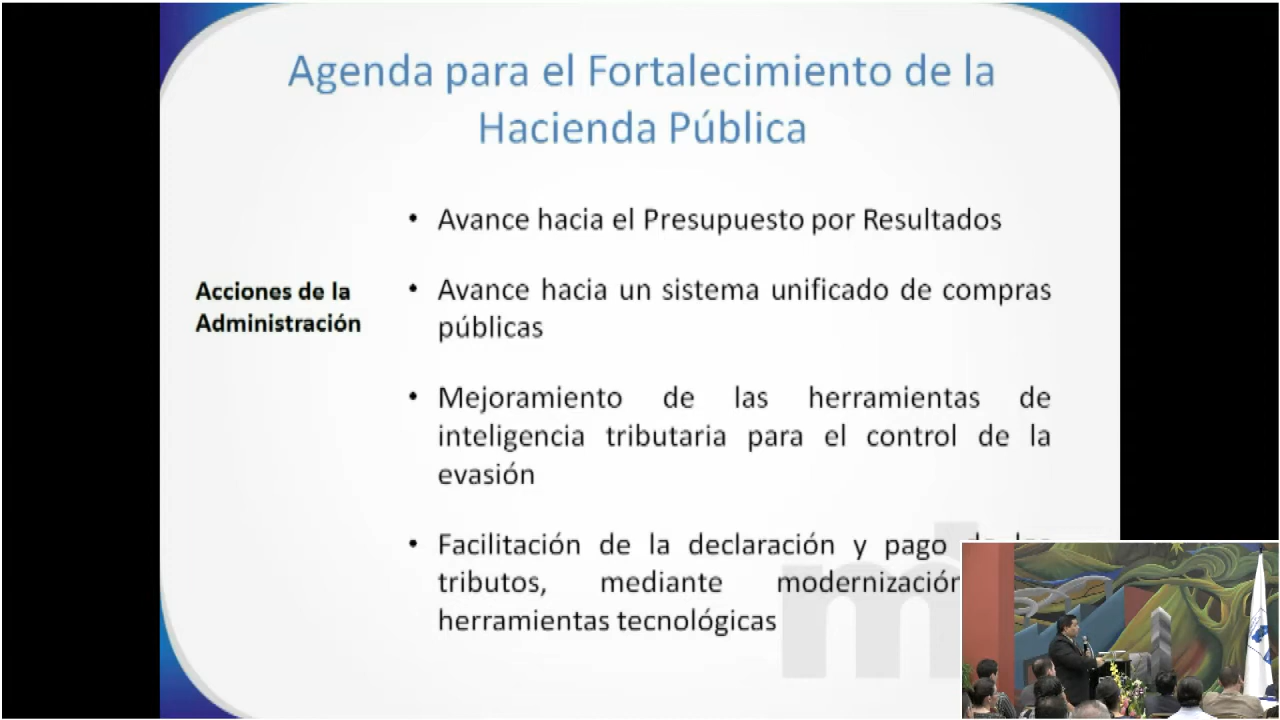 Agenda para el Fortalecimiento de la
Hacienda Pública
• Avance hacia el Presupuesto por Resultados
Acciones de la
Administración
• Avance hacia un sistema unificado de compras
públicas
• Mejoramiento de las herramientas de
inteligencia tributaria para el control de la
evasión
• Facilitación de la declaración y pago
tributos, mediante modernización
herramientas tecnológicas